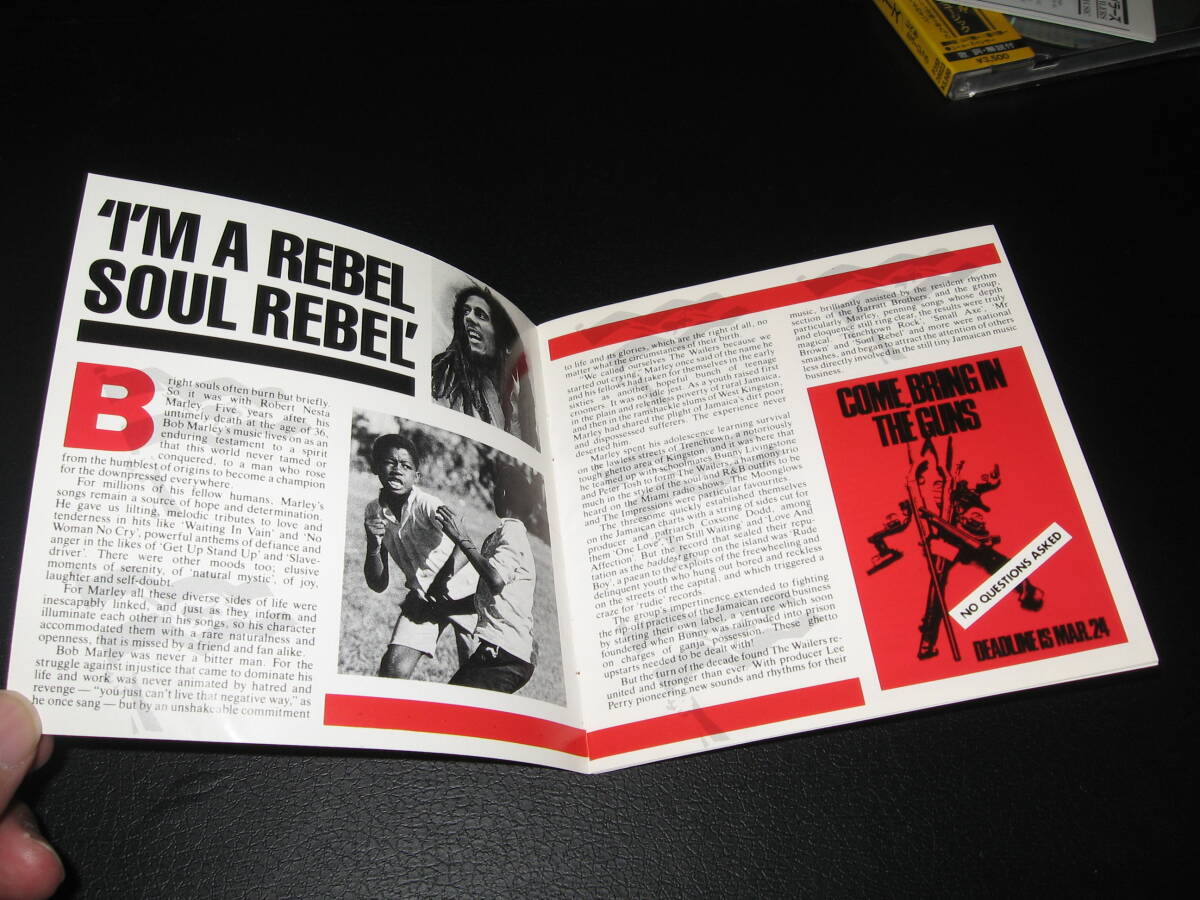 'I'M A REBEL
SOUL REBEL'
Bright souls often burn but briefly.
So it was with Robert Nesta
Marley. Five years after his
untimely death at the age of 36,
Bob Marley's music lives on as an
enduring testament to a spirit
that this world never tamed or
conquered, to a man who rose
from the humblest of origins to become a champion
for the downpressed everywhere.
For millions of his fellow humans, Marley's
songs remain a source of hope and determination.
He gave us lilting, melodic tributes to love and
tenderness in hits like 'Waiting In Vain' and 'No
Woman No Cry', powerful anthems of defiance and
anger in the likes of 'Get Up Stand Up' and 'Slave-
driver'. There were other moods too; elusive
moments of serenity, of 'natural mystic', of joy,
laughter and self-doubt.
For Marley all these diverse sides of life were
inescapably linked, and just as they inform and
illuminate each other in his songs, so his character
accommodated them with a rare naturalness and
openness, that is missed by a friend and fan alike.
Bob Marley was never a bitter man. For the
struggle against injustice that came to dominate his
life and work was never animated by hatred and
revenge — "you just can't live that negative way," as
he once sang — but by an unshakeable commitment
to life and its glories, which are the right of all, no
matter what the circumstances of their birth.
'We called ourselves The Wailers because we
started out crying', Marley once said of the name he
and his fellows had taken for themselves in the early
sixties as another hopeful bunch of teenage
crooners. It was no idle jest. As a youth raised first
in the plain and relentless poverty of rural Jamaica,
and then in the ramshackle slums of West Kingston,
Marley had shared the plight of Jamaica's dirt poor
and dispossessed sufferers. The experience never
deserted him.
Marley spent his adolescence learning survival
on the lawless streets of Trenchtown, a notoriously
tough ghetto area of Kingston, and it was here that
he teamed up with schoolmates Bunny Livingstone
and Peter Tosh to form The Wailers, a harmony trio
much in the style of the soul and R&B outfits to be
heard on the Miami radio shows. The Moonglows
and The Impressions were particular favourites.
The threesome quickly established themselves
on the Jamaican charts with a string of sides cut for
producer and patriarch Coxsone Dodd, among
them 'One Love', 'I'm Still Waiting' and 'Love And
Affection'. But the record that sealed their repu-
tation as the baddest group on the island was 'Rude
Boy', a paean to the exploits of the freewheeling and
delinquent youth who hung out bored and reckless
on the streets of the capital, and which triggered a
craze for 'rudie' records.
The group's impertinence extended to fighting
the rip-off practices of the Jamaican record business
by starting their own label, a venture which soon
foundered when Bunny was railroaded into prison
on charges of ganja possession. These ghetto
upstarts needed to be dealt with!
But the turn of the decade found The Wailers re-
united and stronger than ever. With producer Lee
Perry pioneering new sounds and rhythms for their
music, brilliantly assisted by the resident rhythm
section of the Barratt Brothers, and the group,
particularly Marley, penning songs whose depth
and eloquence still ring clear, the results were truly
magical. 'Trenchtown Rock', 'Small Axe', 'Mr
Brown' and 'Soul Rebel' and more were national
smashes, and began to attract the attention of others
less directly involved in the still tiny Jamaican music
business.
COME, BRING IN
THE GUNS
NO QUESTIONS ASKED
DEADLINE IS MAR. 24